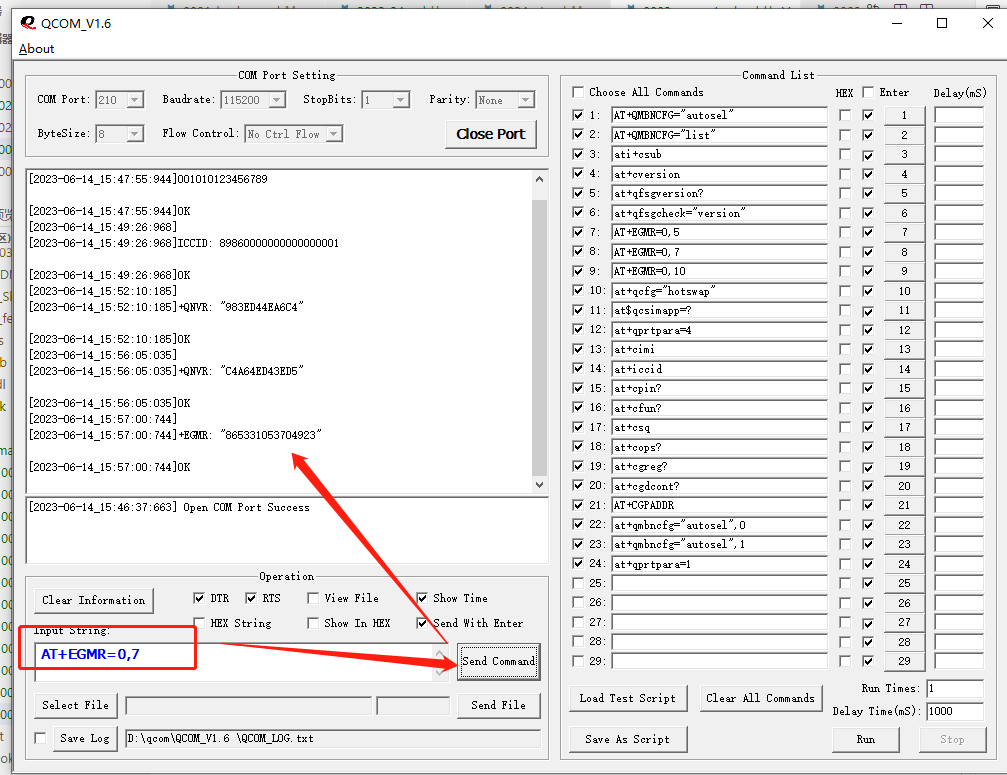 QCOM_V1.6
About
COM Port Setting
COM Port: 210 Baudrate: 115200 StopBits: 1 Parity: None
ByteSize: 8 Flow Control: No Ctrl Flow Close Port
[2023-06-14_15:47:55:944]001010123456789
[2023-06-14_15:47:55:944]OK
[2023-06-14_15:49:26:968]
[2023-06-14_15:49:26:968]ICCID: 89860000000000000001
[2023-06-14_15:49:26:968]OK
[2023-06-14_15:52:10:185]
[2023-06-14_15:52:10:185]+QNVR: "983ED44EA6C4"
[2023-06-14_15:52:10:185]OK
[2023-06-14_15:56:05:035]
[2023-06-14_15:56:05:035]+QNVR: "C4A64ED43ED5"
[2023-06-14_15:56:05:035]OK
[2023-06-14_15:57:00:744]
[2023-06-14_15:57:00:744]+EGMR: "865331053704923"
[2023-06-14_15:57:00:744]OK
[2023-06-14_15:46:37:663] Open COM Port Success
Operation
Clear Information DTR RTS View File Show Time
HEX String Show In HEX Send With Enter
Input String:
AT+EGMR=0,7
Send Command
Select File Send File
Save Log D:\qcom\QCOM_V1.6 \QCOM_LOG.txt
Command List
Choose All Commands HEX Enter Delay(mS)
1: AT+QMBNCFG="autosel" 1
2: AT+QMBNCFG="list" 2
3: ati+csub 3
4: at+cversion 4
5: at+qfsgversion? 5
6: at+qfsgcheck="version" 6
7: AT+EGMR=0,5 7
8: AT+EGMR=0,7 8
9: AT+EGMR=0,10 9
10: at+qcfg="hotswap" 10
11: at$qcsimapp=? 11
12: at+qprtpara=4 12
13: at+cimi 13
14: at+iccid 14
15: at+cpin? 15
16: at+cfun? 16
17: at+csq 17
18: at+cops? 18
19: at+cgreg? 19
20: at+cgdcont? 20
21: AT+CGPADDR 21
22: at+qmbncfg="autosel",0 22
23: at+qmbncfg="autosel",1 23
24: at+qprtpara=1 24
25: 25
26: 26
27: 27
28: 28
29: 29
Load Test Script Clear All Commands Run Times: 1
Delay Time(mS): 1000
Save As Script Run Stop